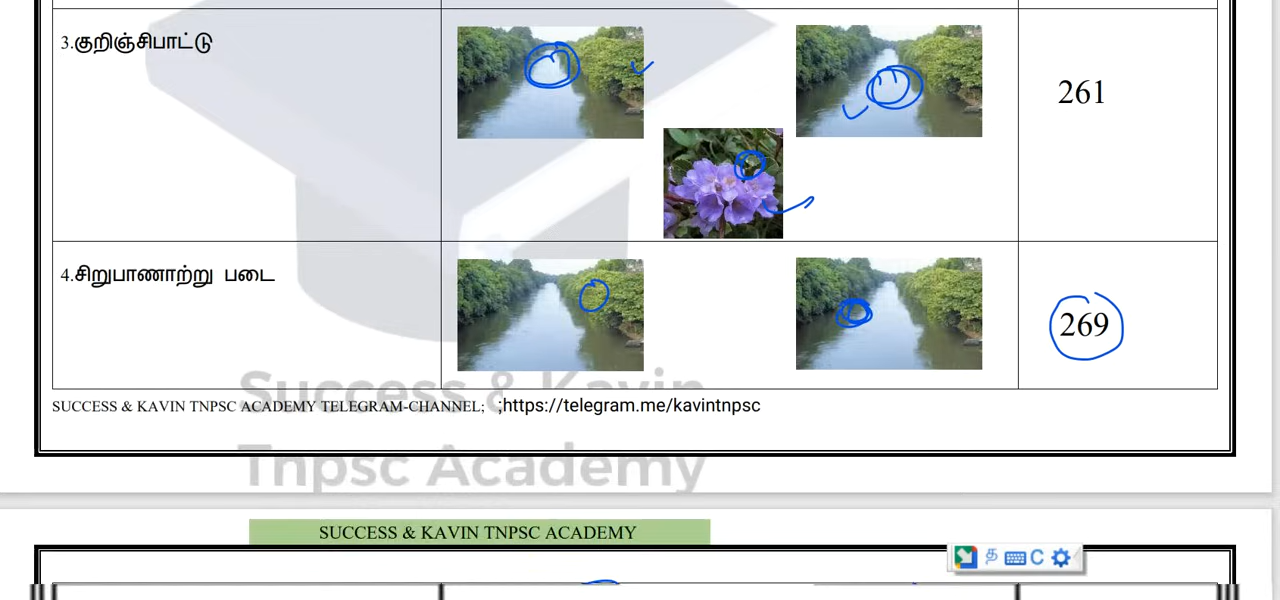 3.குறிஞ்சிபாட்டு
261
4.சிறுபாணாற்று படை
269
Success & Kavin
SUCCESS & KAVIN TNPSC ACADEMY TELEGRAM-CHANNEL; ;https://telegram.me/kavintnpsc
Tnpsc Academy
SUCCESS & KAVIN TNPSC ACADEMY
த C